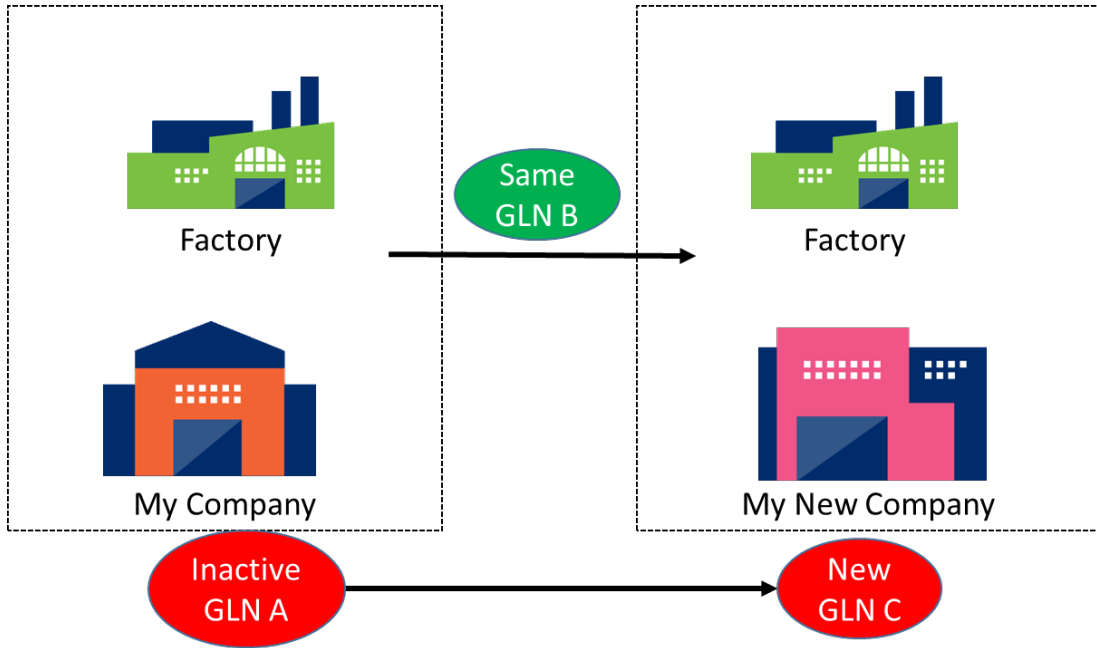 Same
GLN B
Factory
Factory
My Company
My New Company
Inactive
GLN A
New
GLN C